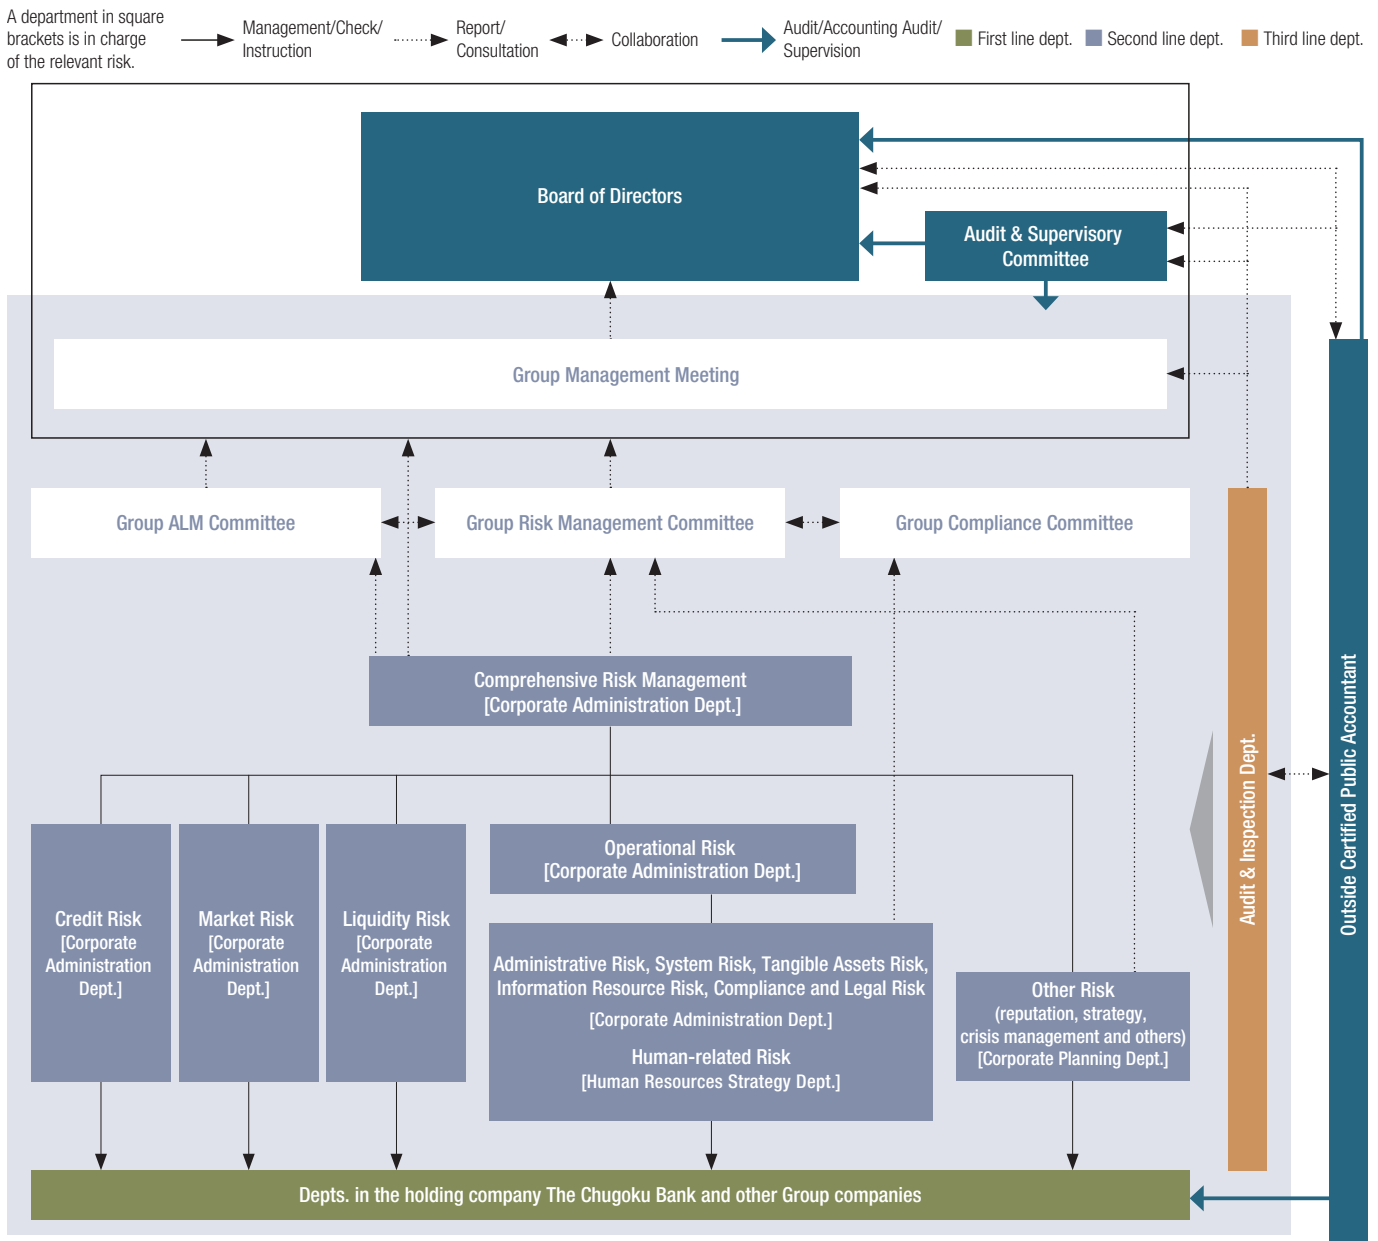 A department in square
brackets is in charge
of the relevant risk.
Management/Check/
Instruction
Report/
Consultation
Collaboration
Audit/Accounting Audit/
Supervision
First line dept.
Second line dept.
Third line dept.
Board of Directors
Audit & Supervisory
Committee
Group Management Meeting
Group ALM Committee
Group Risk Management Committee
Group Compliance Committee
Comprehensive Risk Management
[Corporate Administration Dept.]
Credit Risk
[Corporate
Administration
Dept.]
Market Risk
[Corporate
Administration
Dept.]
Liquidity Risk
[Corporate
Administration
Dept.]
Operational Risk
[Corporate Administration Dept.]
Administrative Risk, System Risk, Tangible Assets Risk,
Information Resource Risk, Compliance and Legal Risk
[Corporate Administration Dept.]
Human-related Risk
[Human Resources Strategy Dept.]
Other Risk
(reputation, strategy,
crisis management and others)
[Corporate Planning Dept.]
Audit & Inspection Dept.
Outside Certified Public Accountant
Depts. in the holding company The Chugoku Bank and other Group companies